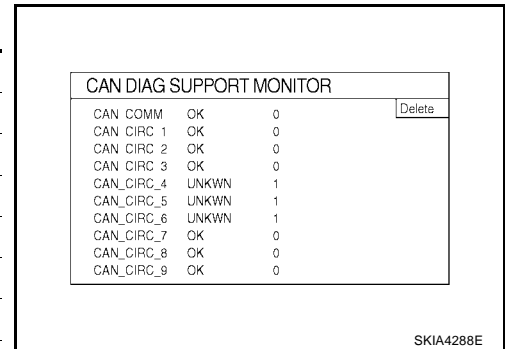 CAN DIAG SUPPORT MONITOR
Delete
CAN COMM OK 0
CAN CIRC 1 OK 0
CAN CIRC 2 OK 0
CAN CIRC 3 OK 0
CAN_CIRC_4 UNKWN 1
CAN_CIRC_5 UNKWN 1
CAN_CIRC_6 UNKWN 1
CAN_CIRC_7 OK 0
CAN_CIRC_8 OK 0
CAN_CIRC_9 OK 0
SKIA4288E